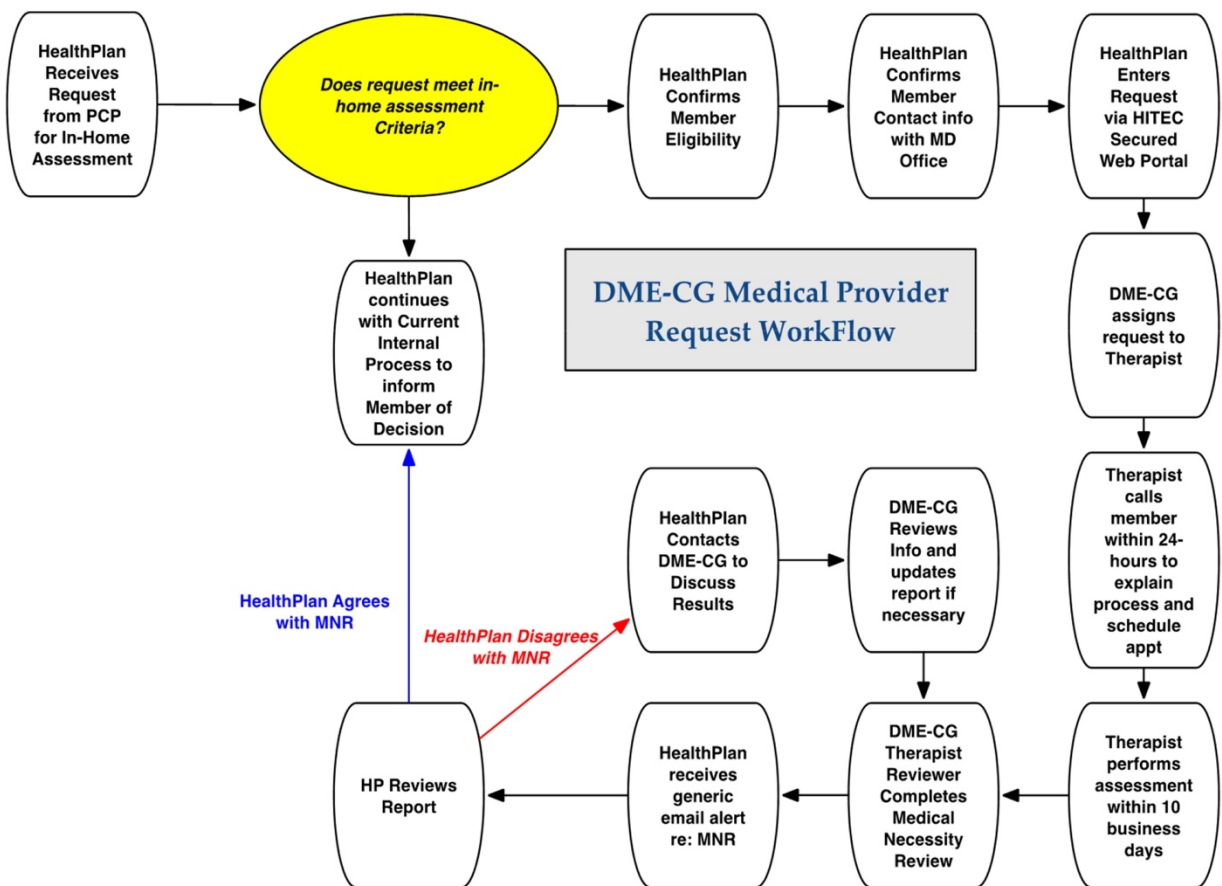 HealthPlan
Receives
Request
from PCP
for In-Home
Assessment
Does request meet in-
home assessment
Criteria?
HealthPlan
Confirms
Member
Eligibility
HealthPlan
Confirms
Member
Contact info
with MD
Office
HealthPlan
Enters
Request
via HITEC
Secured
Web Portal
HealthPlan
continues
with Current
Internal
Process to
inform
Member of
Decision
DME-CG Medical Provider
Request WorkFlow
DME-CG
assigns
request to
Therapist
HealthPlan Agrees
with MNR
HealthPlan Disagrees
with MNR
HealthPlan
Contacts
DME-CG to
Discuss
Results
DME-CG
Reviews
Info and
updates
report if
necessary
Therapist
calls
member
within 24-
hours to
explain
process and
schedule
appt
HP Reviews
Report
HealthPlan
receives
generic
email alert
re: MNR
DME-CG
Therapist
Reviewer
Completes
Medical
Necessity
Review
Therapist
performs
assessment
within 10
business
days